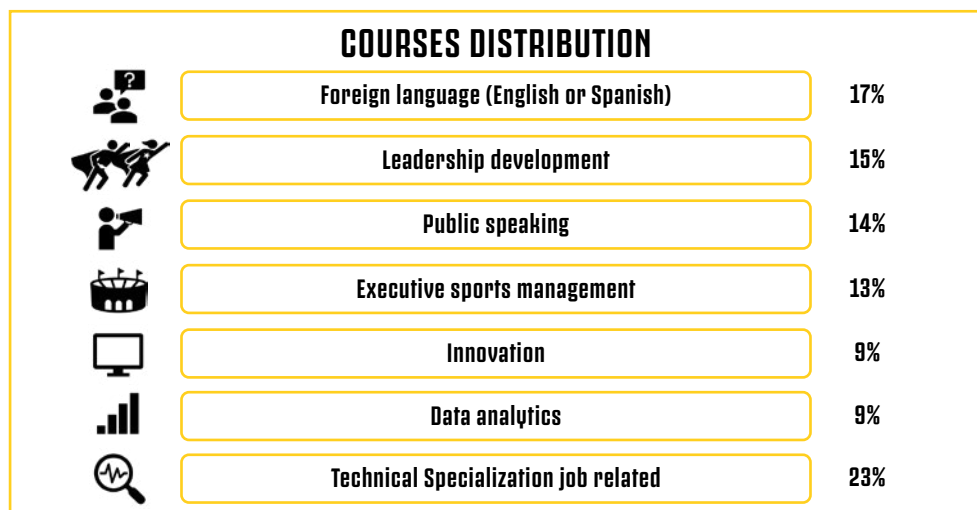 COURSES DISTRIBUTION
?
Foreign language (English or Spanish) 17%
Leadership development 15%
Public speaking 14%
Executive sports management 13%
Innovation 9%
Data analytics 9%
Technical Specialization job related 23%